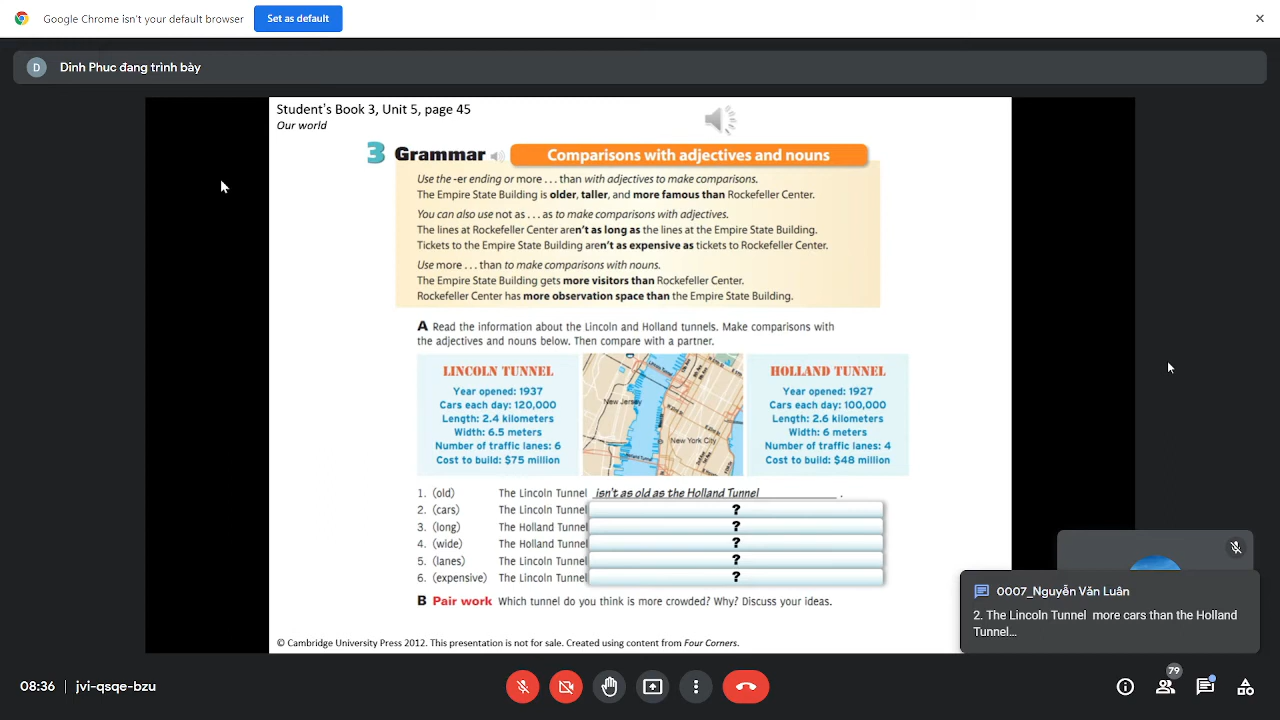 Google Chrome isn't your default browser
Set as default
D
Dinh Phuc đang trình bày
Student's Book 3, Unit 5, page 45
Our world
3 Grammar
Comparisons with adjectives and nouns
Use the -er ending or more . . . than with adjectives to make comparisons.
The Empire State Building is older, taller, and more famous than Rockefeller Center.
You can also use not as . . . as to make comparisons with adjectives.
The lines at Rockefeller Center aren't as long as the lines at the Empire State Building.
Tickets to the Empire State Building aren't as expensive as tickets to Rockefeller Center.
Use more . . . than to make comparisons with nouns.
The Empire State Building gets more visitors than Rockefeller Center.
Rockefeller Center has more observation space than the Empire State Building.
A Read the information about the Lincoln and Holland tunnels. Make comparisons with
the adjectives and nouns below. Then compare with a partner.
LINCOLN TUNNEL
Year opened: 1937
Cars each day: 120,000
Length: 2.4 kilometers
Width: 6.5 meters
Number of traffic lanes: 6
Cost to build: $75 million
New Jersey
New York City
HOLLAND TUNNEL
Year opened: 1927
Cars each day: 100,000
Length: 2.6 kilometers
Width: 6 meters
Number of traffic lanes: 4
Cost to build: $48 million
1. (old) The Lincoln Tunnel isn't as old as the Holland Tunnel .
2. (cars) The Lincoln Tunnel ?
3. (long) The Holland Tunnel ?
4. (wide) The Holland Tunnel ?
5. (lanes) The Lincoln Tunnel ?
6. (expensive) The Lincoln Tunnel ?
B Pair work Which tunnel do you think is more crowded? Why? Discuss your ideas.
© Cambridge University Press 2012. This presentation is not for sale. Created using content from Four Corners.
0007_Nguyễn Văn Luân
2. The Lincoln Tunnel more cars than the Holland
Tunnel...
08:36 | jvi-qsqe-bzu
79